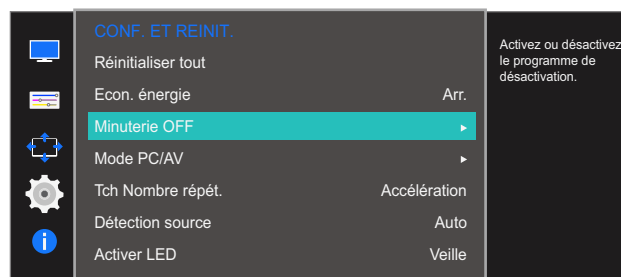 CONF. ET REINIT.
Réinitialiser tout
Econ. énergie Arr.
Minuterie OFF
Mode PC/AV
Tch Nombre répét. Accélération
Détection source Auto
Activer LED Veille
Activez ou désactivez
le programme de
désactivation.